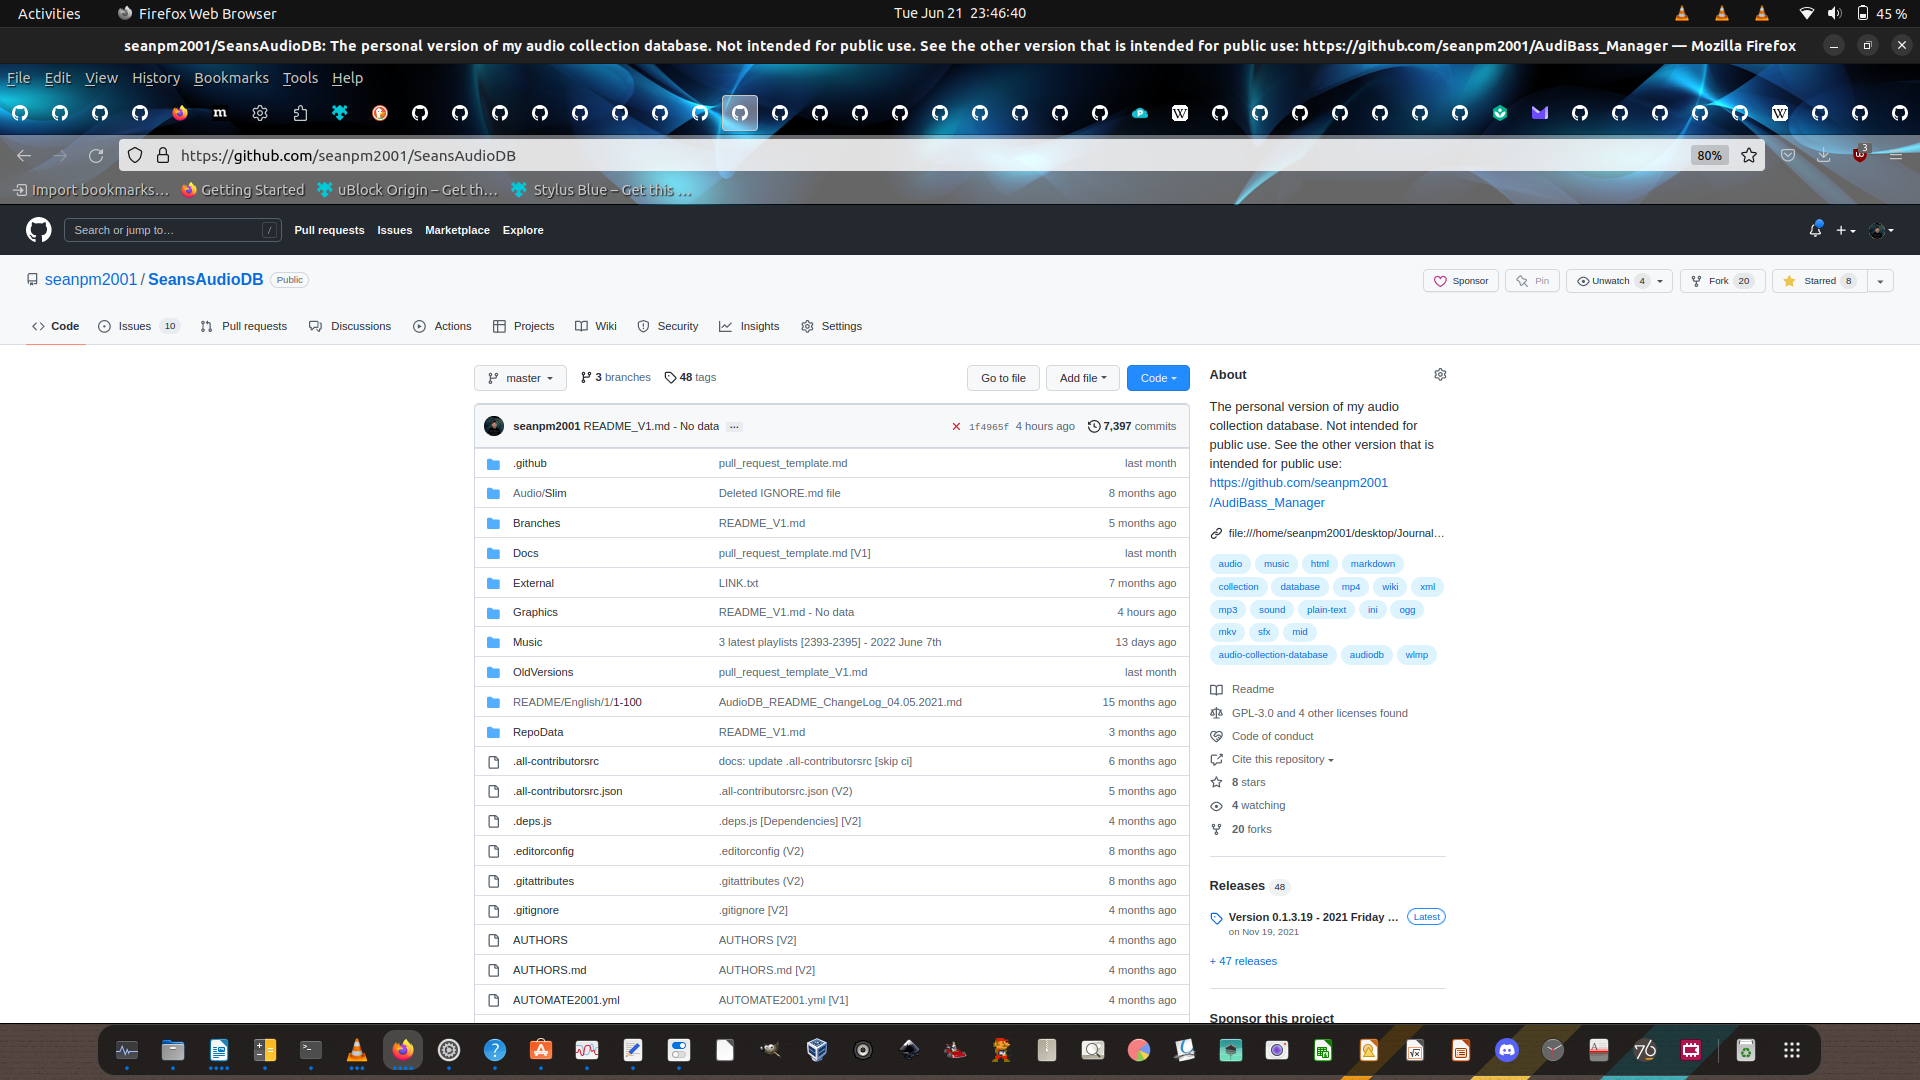 Activities Firefox Web Browser Tue Jun 21 23:46:40 45 %
seanpm2001/SeansAudioDB: The personal version of my audio collection database. Not intended for public use. See the other version that is intended for public use: https://github.com/seanpm2001/AudiBass_Manager — Mozilla Firefox
File Edit View History Bookmarks Tools Help
https://github.com/seanpm2001/SeansAudioDB 80% 3
Import bookmarks… Getting Started uBlock Origin – Get th… Stylus Blue – Get this …
Search or jump to… / Pull requests Issues Marketplace Explore
seanpm2001 / SeansAudioDB Public Sponsor Pin Unwatch 4 Fork 20 Starred 8
Code Issues 10 Pull requests Discussions Actions Projects Wiki Security Insights Settings
master 3 branches 48 tags Go to file Add file Code
seanpm2001 README_V1.md - No data ... 1f4965f 4 hours ago 7,397 commits
.github pull_request_template.md last month
Audio/Slim Deleted IGNORE.md file 8 months ago
Branches README_V1.md 5 months ago
Docs pull_request_template.md [V1] last month
External LINK.txt 7 months ago
Graphics README_V1.md - No data 4 hours ago
Music 3 latest playlists [2393-2395] - 2022 June 7th 13 days ago
OldVersions pull_request_template_V1.md last month
README/English/1/1-100 AudioDB_README_ChangeLog_04.05.2021.md 15 months ago
RepoData README_V1.md 3 months ago
.all-contributorsrc docs: update .all-contributorsrc [skip ci] 6 months ago
.all-contributorsrc.json .all-contributorsrc.json (V2) 5 months ago
.deps.js .deps.js [Dependencies] [V2] 4 months ago
.editorconfig .editorconfig (V2) 8 months ago
.gitattributes .gitattributes (V2) 8 months ago
.gitignore .gitignore [V2] 4 months ago
AUTHORS AUTHORS [V2] 4 months ago
AUTHORS.md AUTHORS.md [V2] 4 months ago
AUTOMATE2001.yml AUTOMATE2001.yml [V1] 4 months ago
About
The personal version of my audio
collection database. Not intended for
public use. See the other version that is
intended for public use:
https://github.com/seanpm2001
/AudiBass_Manager
file:///home/seanpm2001/desktop/Journal…
audio music html markdown
collection database mp4 wiki xml
mp3 sound plain-text ini ogg
mkv sfx mid
audio-collection-database audiodb wlmp
Readme
GPL-3.0 and 4 other licenses found
Code of conduct
Cite this repository
8 stars
4 watching
20 forks
Releases 48
Version 0.1.3.19 - 2021 Friday … Latest
on Nov 19, 2021
+ 47 releases
Sponsor this project
76